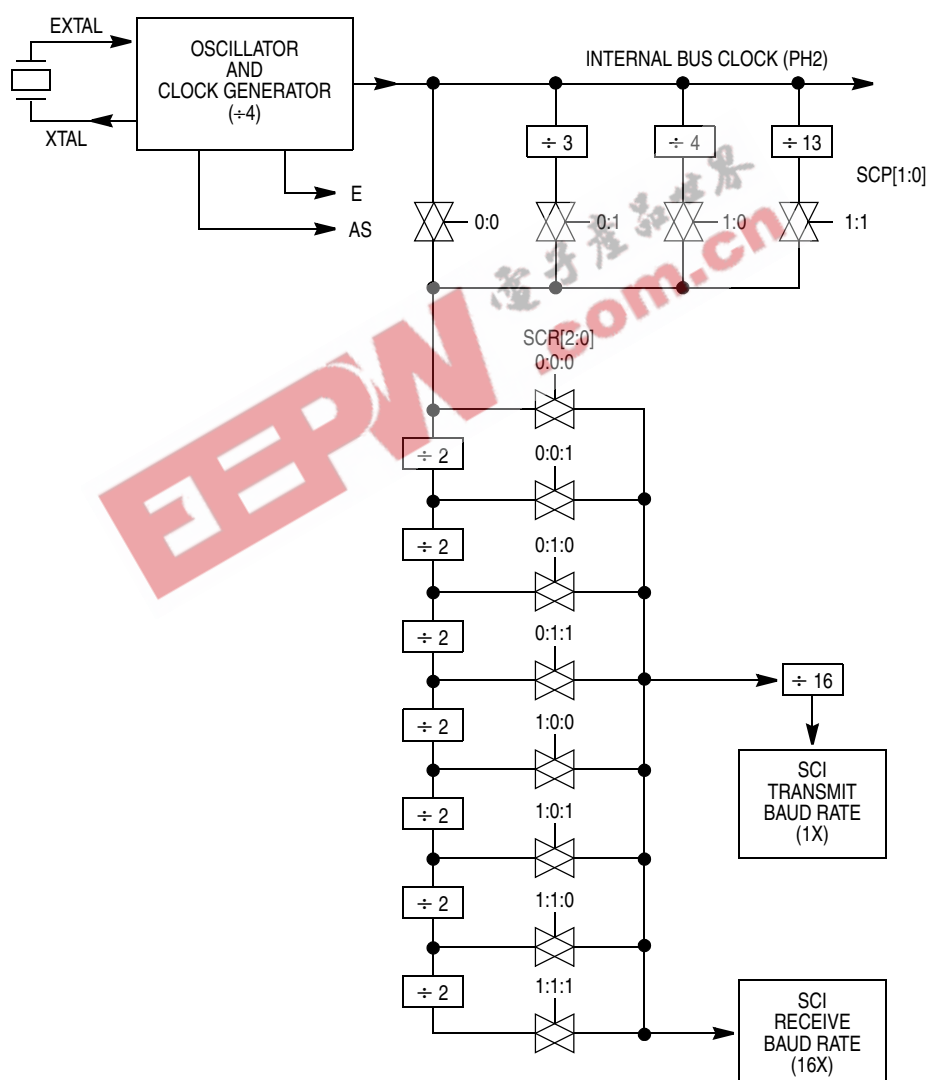 EXTAL
OSCILLATOR
AND
CLOCK GENERATOR
(÷4)
XTAL
INTERNAL BUS CLOCK (PH2)
÷ 3
÷ 4
÷ 13
SCP[1:0]
E
AS
0:0
0:1
1:0
1:1
電子產品世界
EEPW.com.cn
SCR[2:0]
0:0:0
÷ 2
0:0:1
÷ 2
0:1:0
÷ 2
0:1:1
÷ 16
÷ 2
1:0:0
SCI
TRANSMIT
BAUD RATE
(1X)
÷ 2
1:0:1
÷ 2
1:1:0
÷ 2
1:1:1
SCI
RECEIVE
BAUD RATE
(16X)